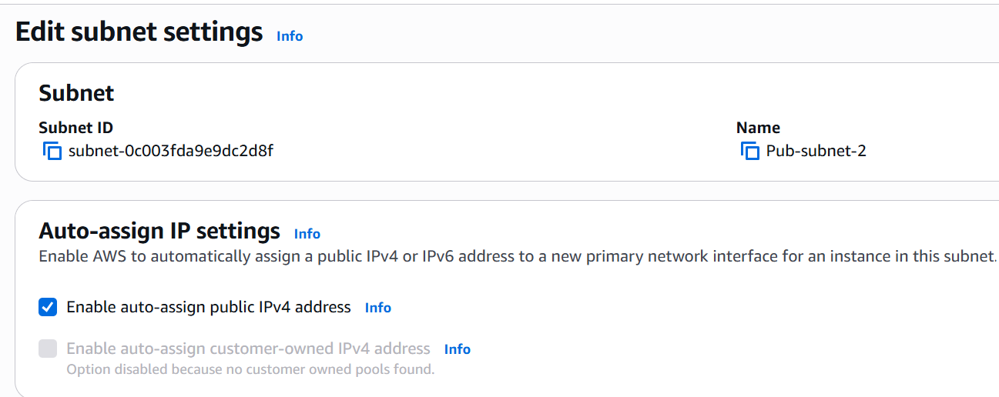 Edit subnet settings Info
Subnet
Subnet ID Name
subnet-0c003fda9e9dc2d8f Pub-subnet-2
Auto-assign IP settings Info
Enable AWS to automatically assign a public IPv4 or IPv6 address to a new primary network interface for an instance in this subnet.
Enable auto-assign public IPv4 address Info
Enable auto-assign customer-owned IPv4 address Info
Option disabled because no customer owned pools found.